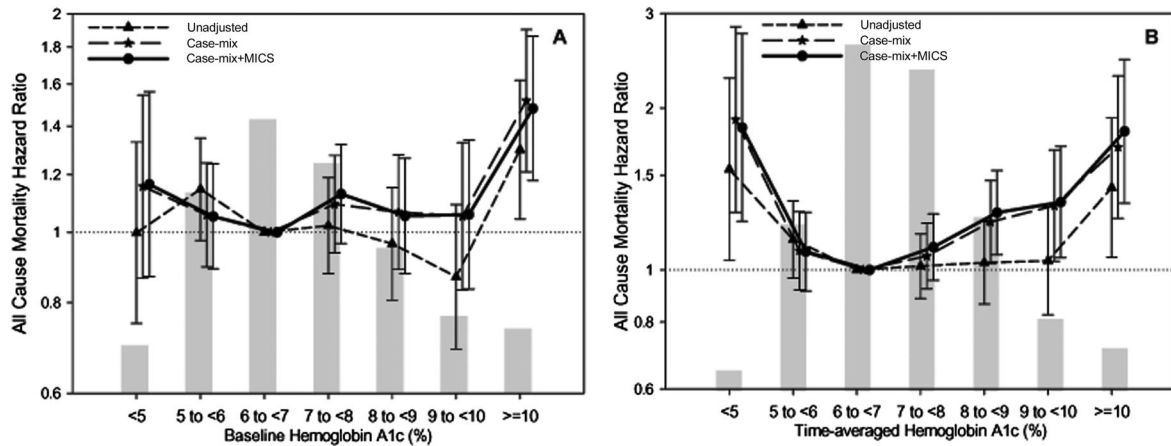 2
1.8
1.6
1.5
1.4
1.2
1
0.8
0.6
All Cause Mortality Hazard Ratio
Unadjusted
Case-mix
Case-mix+MICS
A
<5 5 to <6 6 to <7 7 to <8 8 to <9 9 to <10 >=10
Baseline Hemoglobin A1c (%)
3
2
1.5
1
0.8
0.6
All Cause Mortality Hazard Ratio
Unadjusted
Case-mix
Case-mix+MICS
B
<5 5 to <6 6 to <7 7 to <8 8 to <9 9 to <10 >=10
Time-averaged Hemoglobin A1c (%)